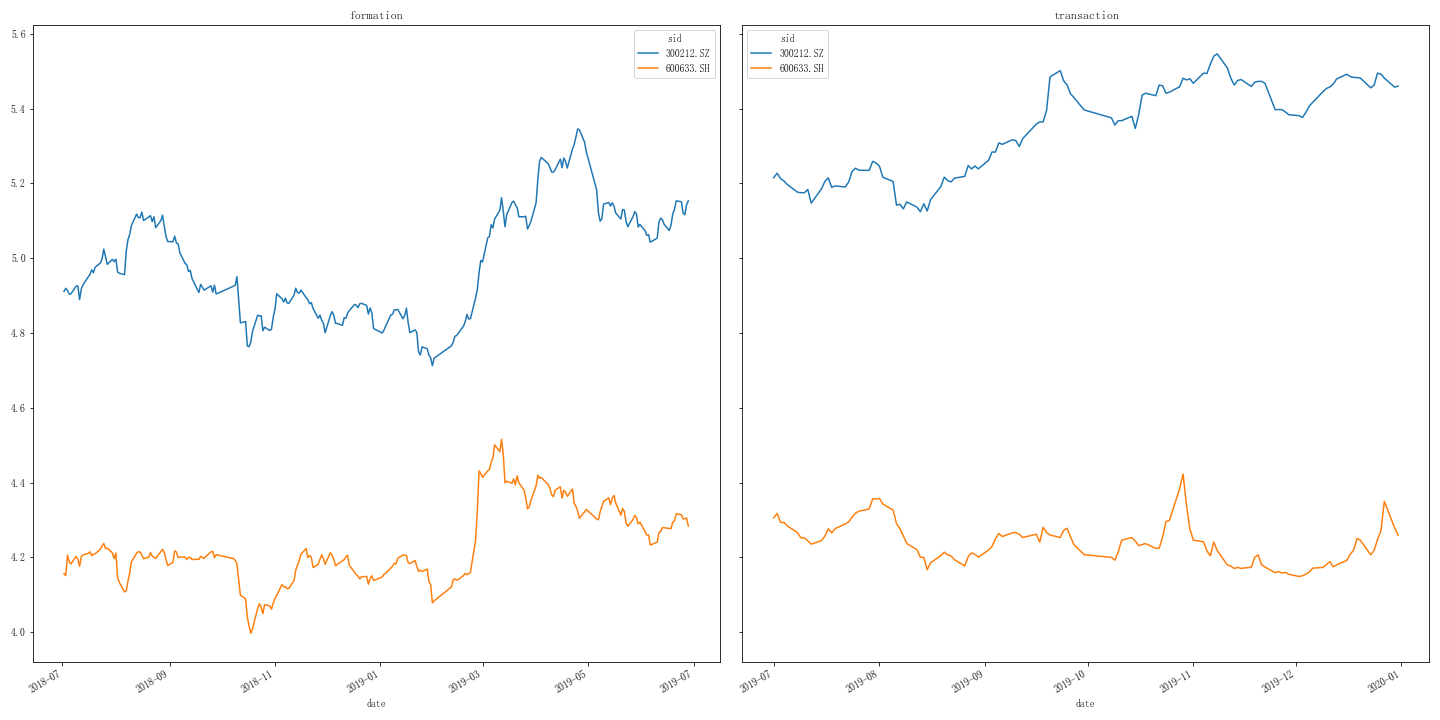 formation
transaction
5.6
5.4
5.2
5.0
4.8
4.6
4.4
4.2
4.0
sid
300212.SZ
600633.SH
sid
300212.SZ
600633.SH
2018-07
2018-09
2018-11
2019-01
2019-03
2019-05
2019-07
2019-07
2019-08
2019-09
2019-10
2019-11
2019-12
2020-01
date
date